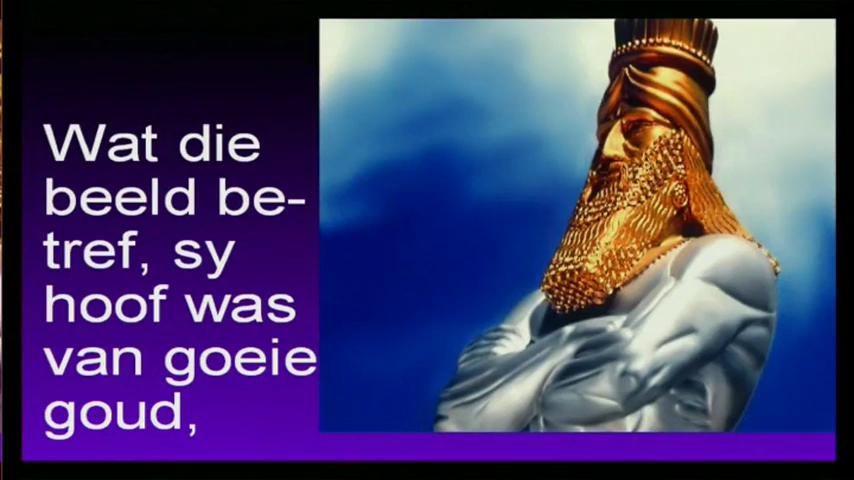 Wat die
beeld be-
tref, sy
hoof was
van goeie
goud,